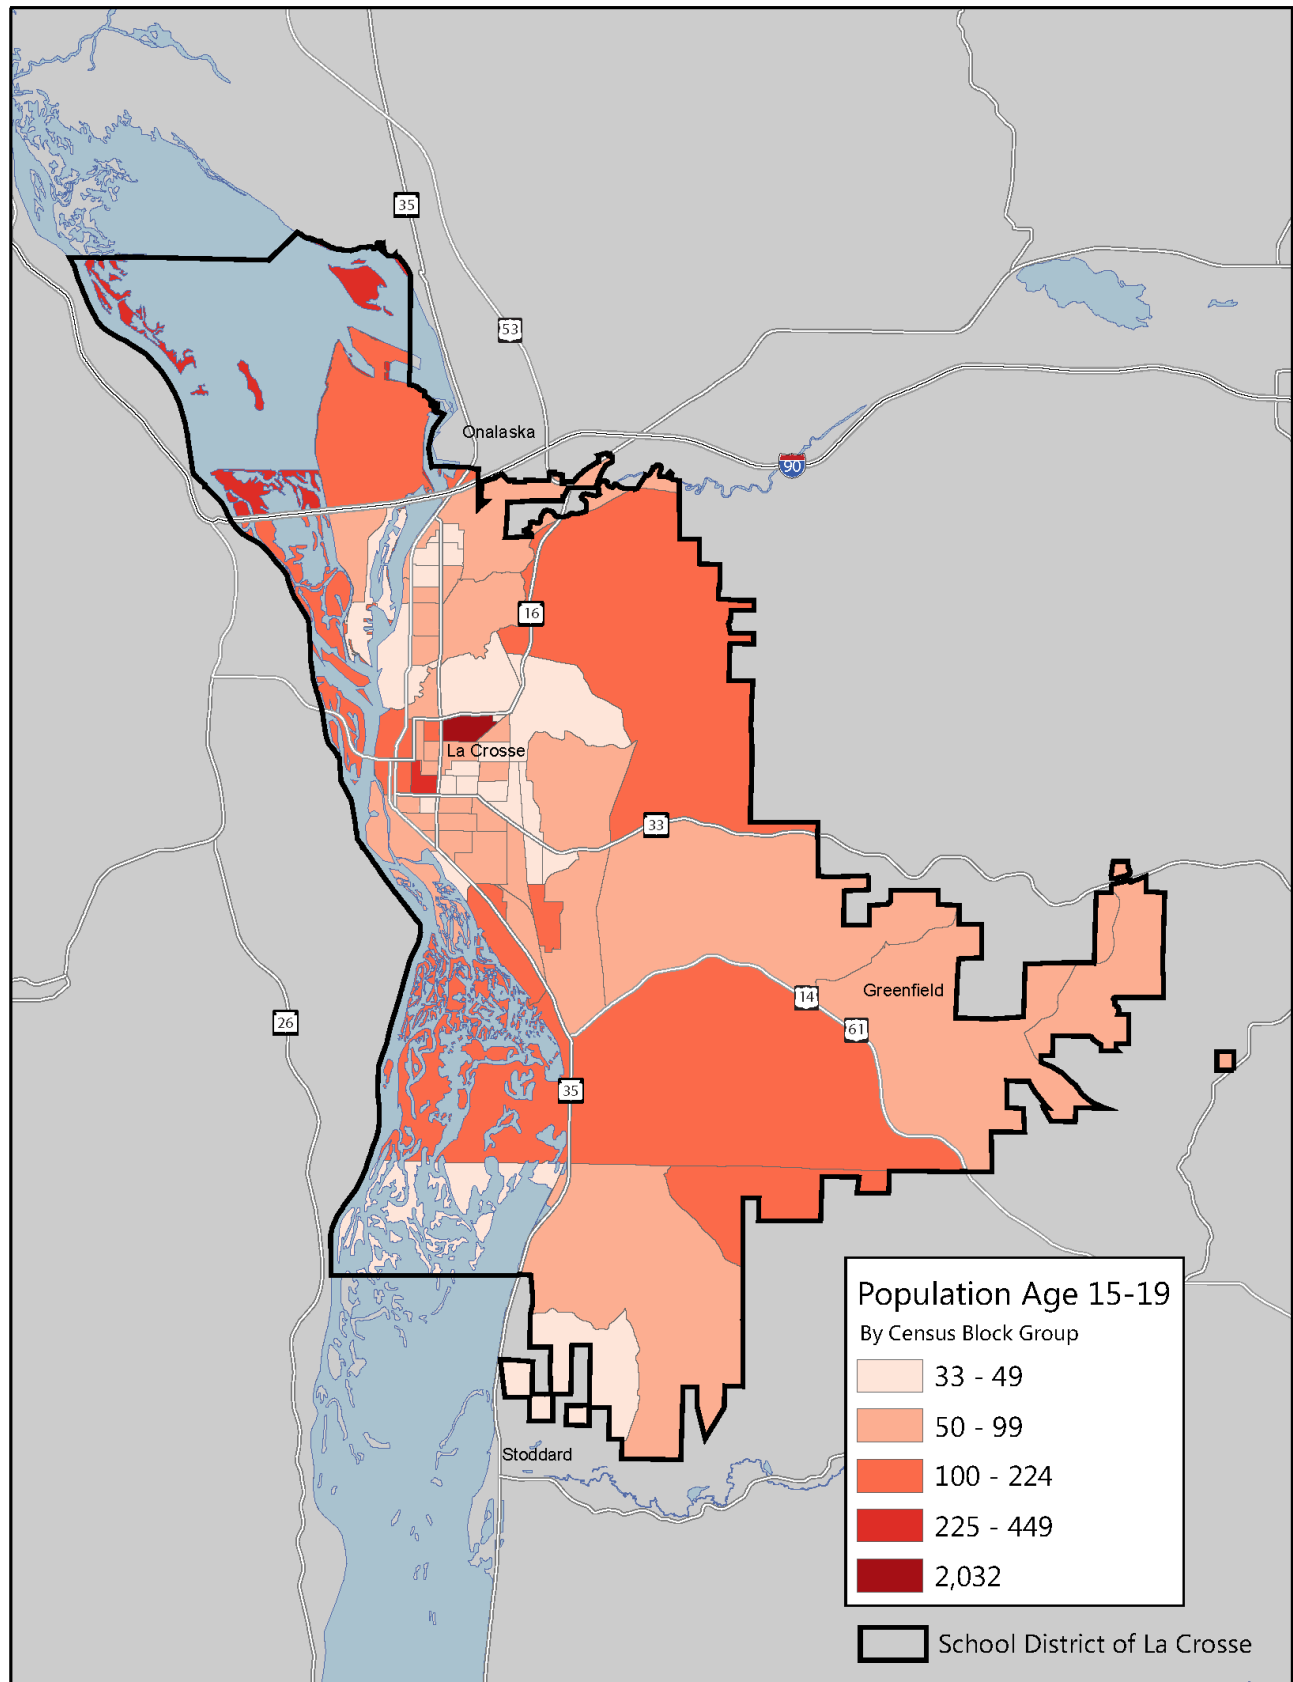 35
53
Onalaska
90
16
La Crosse
33
Greenfield
14
26
61
35
Stoddard
Population Age 15-19
By Census Block Group
33 - 49
50 - 99
100 - 224
225 - 449
2,032
School District of La Crosse